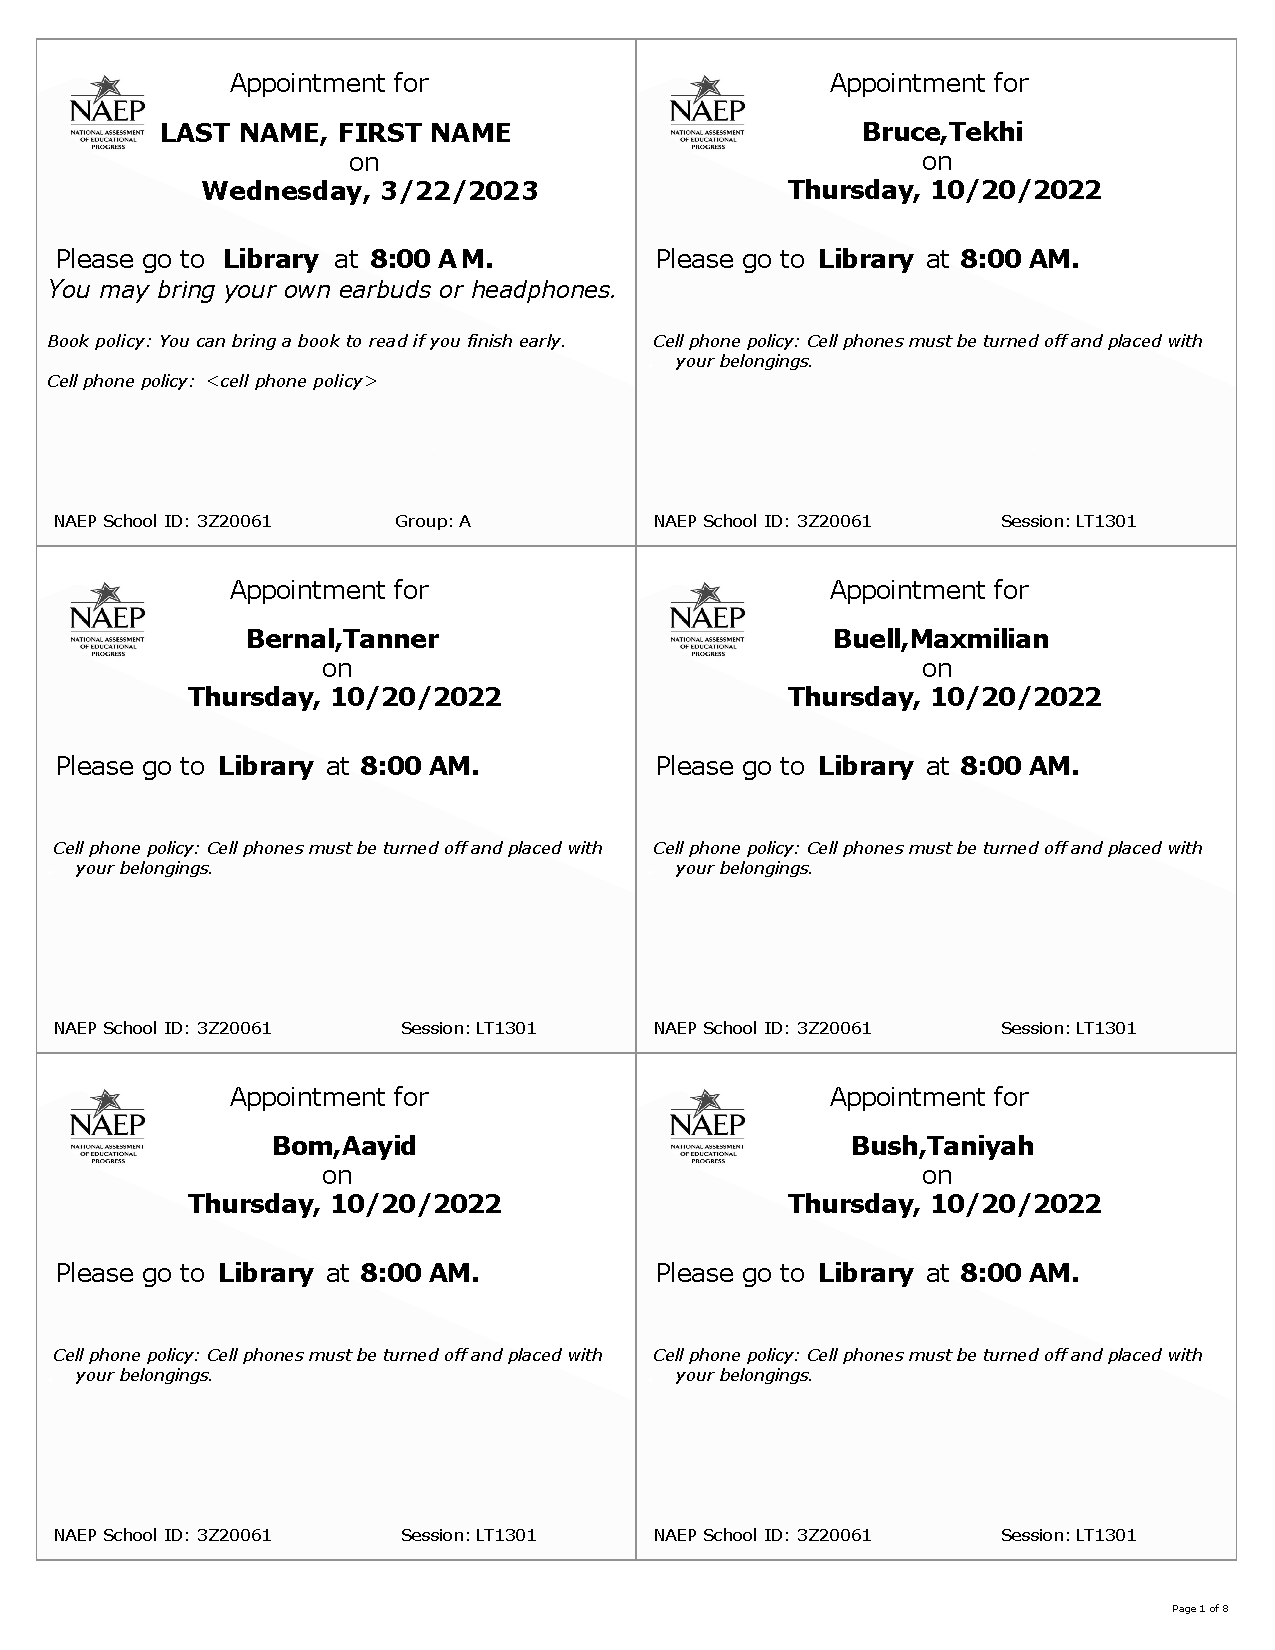 NAEP
NATIONAL ASSESSMENT
OF EDUCATIONAL
PROGRESS
Appointment for
LAST NAME, FIRST NAME
on
Wednesday, 3/22/2023
Please go to Library at 8:00 AM.
You may bring your own earbuds or headphones.
Book policy: You can bring a book to read if you finish early.
Cell phone policy: <cell phone policy>
NAEP School ID: 3Z20061 Group: A
NAEP
NATIONAL ASSESSMENT
OF EDUCATIONAL
PROGRESS
Appointment for
Bruce,Tekhi
on
Thursday, 10/20/2022
Please go to Library at 8:00 AM.
Cell phone policy: Cell phones must be turned off and placed with
your belongings.
NAEP School ID: 3Z20061 Session: LT1301
NAEP
NATIONAL ASSESSMENT
OF EDUCATIONAL
PROGRESS
Appointment for
Bernal,Tanner
on
Thursday, 10/20/2022
Please go to Library at 8:00 AM.
Cell phone policy: Cell phones must be turned off and placed with
your belongings.
NAEP School ID: 3Z20061 Session: LT1301
NAEP
NATIONAL ASSESSMENT
OF EDUCATIONAL
PROGRESS
Appointment for
Buell,Maxmilian
on
Thursday, 10/20/2022
Please go to Library at 8:00 AM.
Cell phone policy: Cell phones must be turned off and placed with
your belongings.
NAEP School ID: 3Z20061 Session: LT1301
NAEP
NATIONAL ASSESSMENT
OF EDUCATIONAL
PROGRESS
Appointment for
Bom,Aayid
on
Thursday, 10/20/2022
Please go to Library at 8:00 AM.
Cell phone policy: Cell phones must be turned off and placed with
your belongings.
NAEP School ID: 3Z20061 Session: LT1301
NAEP
NATIONAL ASSESSMENT
OF EDUCATIONAL
PROGRESS
Appointment for
Bush,Taniyah
on
Thursday, 10/20/2022
Please go to Library at 8:00 AM.
Cell phone policy: Cell phones must be turned off and placed with
your belongings.
NAEP School ID: 3Z20061 Session: LT1301
Page 1 of 8